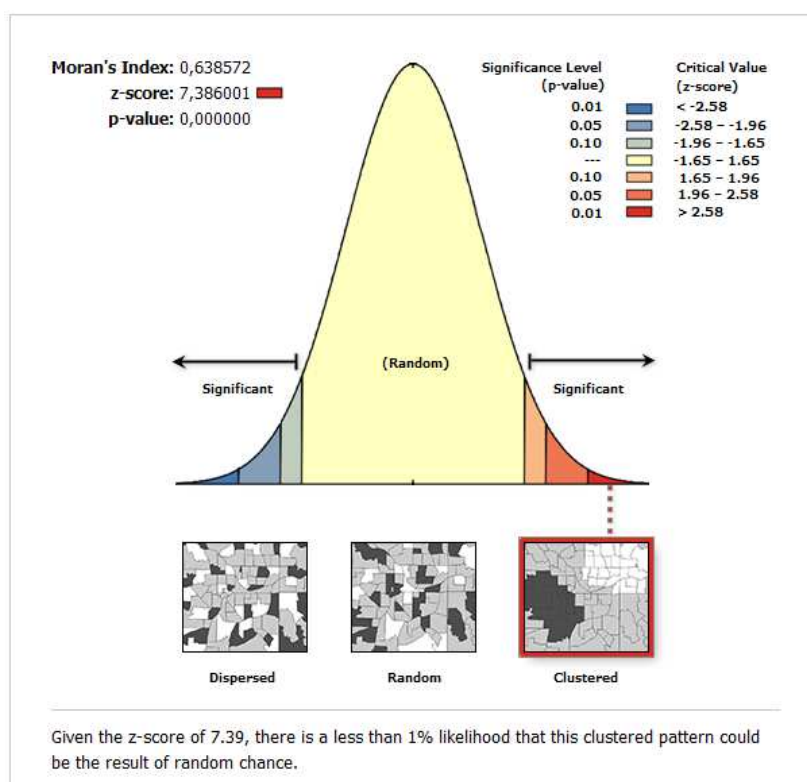 Moran's Index: 0,638572
z-score: 7,386001
p-value: 0,000000
Significance Level
(p-value)
Critical Value
(z-score)
0.01 < -2.58
0.05 -2.58 – -1.96
0.10 -1.96 – -1.65
--- -1.65 – 1.65
0.10 1.65 – 1.96
0.05 1.96 – 2.58
0.01 > 2.58
Significant
(Random)
Significant
Dispersed
Random
Clustered
Given the z-score of 7.39, there is a less than 1% likelihood that this clustered pattern could
be the result of random chance.